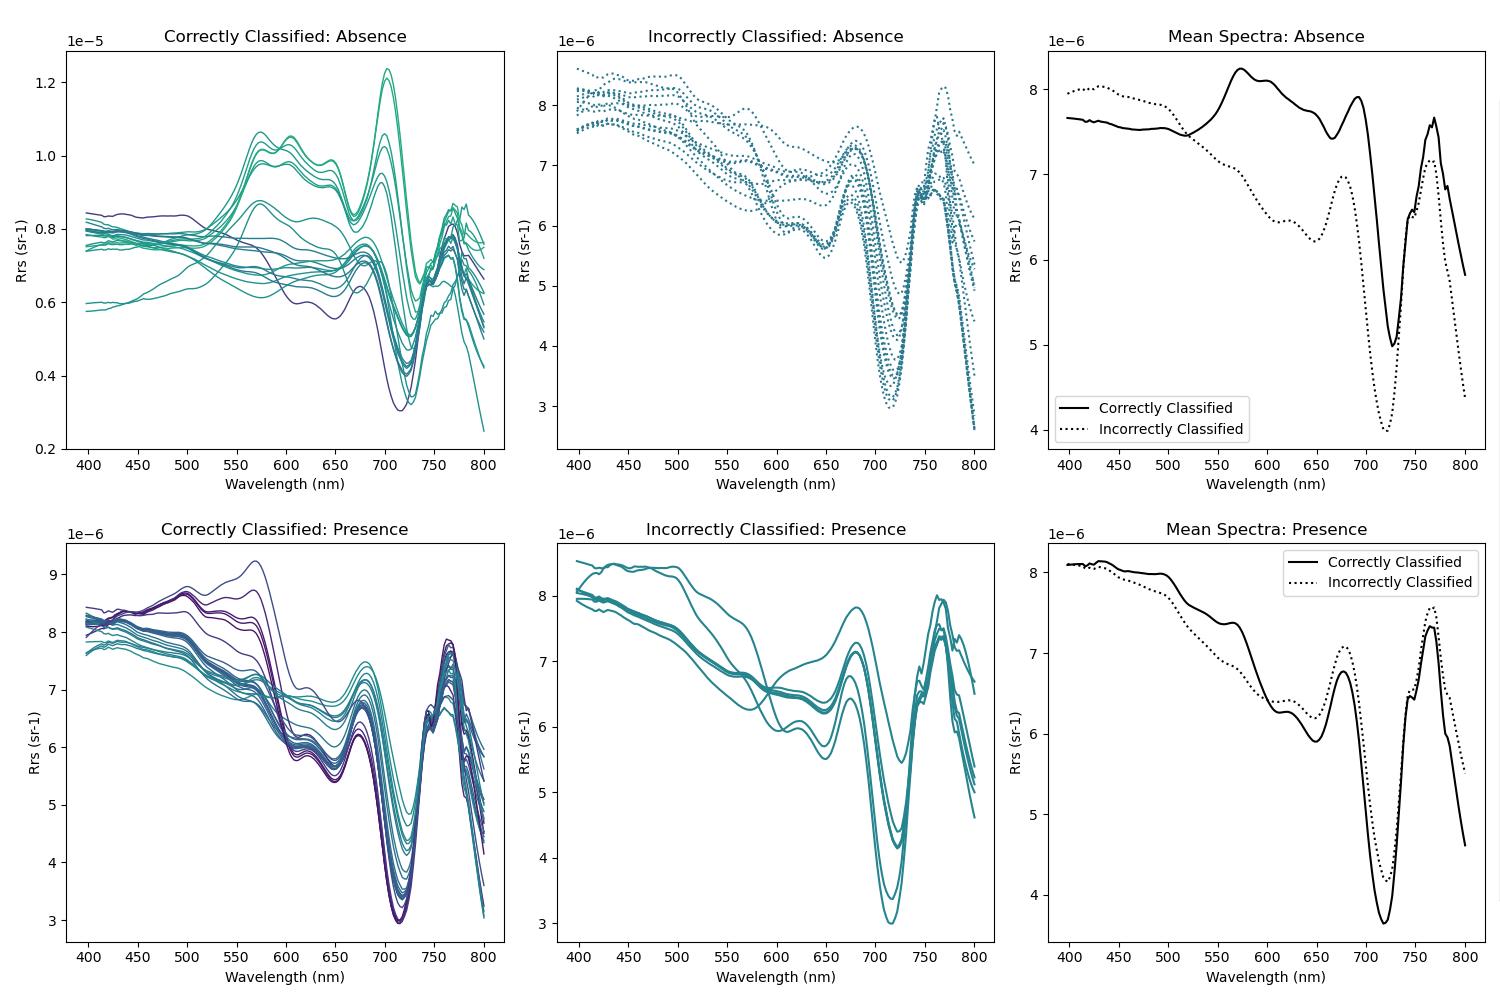 Correctly Classified: Absence
1e−5
1.2
1.0
0.8
0.6
0.4
0.2
Rrs (sr-1)
400 450 500 550 600 650 700 750 800
Wavelength (nm)
Incorrectly Classified: Absence
1e−6
8
7
6
5
4
3
Rrs (sr-1)
400 450 500 550 600 650 700 750 800
Wavelength (nm)
Mean Spectra: Absence
1e−6
8
7
6
5
4
Rrs (sr-1)
Correctly Classified
Incorrectly Classified
400 450 500 550 600 650 700 750 800
Wavelength (nm)
Correctly Classified: Presence
1e−6
9
8
7
6
5
4
3
Rrs (sr-1)
400 450 500 550 600 650 700 750 800
Wavelength (nm)
Incorrectly Classified: Presence
1e−6
8
7
6
5
4
3
Rrs (sr-1)
400 450 500 550 600 650 700 750 800
Wavelength (nm)
Mean Spectra: Presence
1e−6
Correctly Classified
Incorrectly Classified
8
7
6
5
4
Rrs (sr-1)
400 450 500 550 600 650 700 750 800
Wavelength (nm)